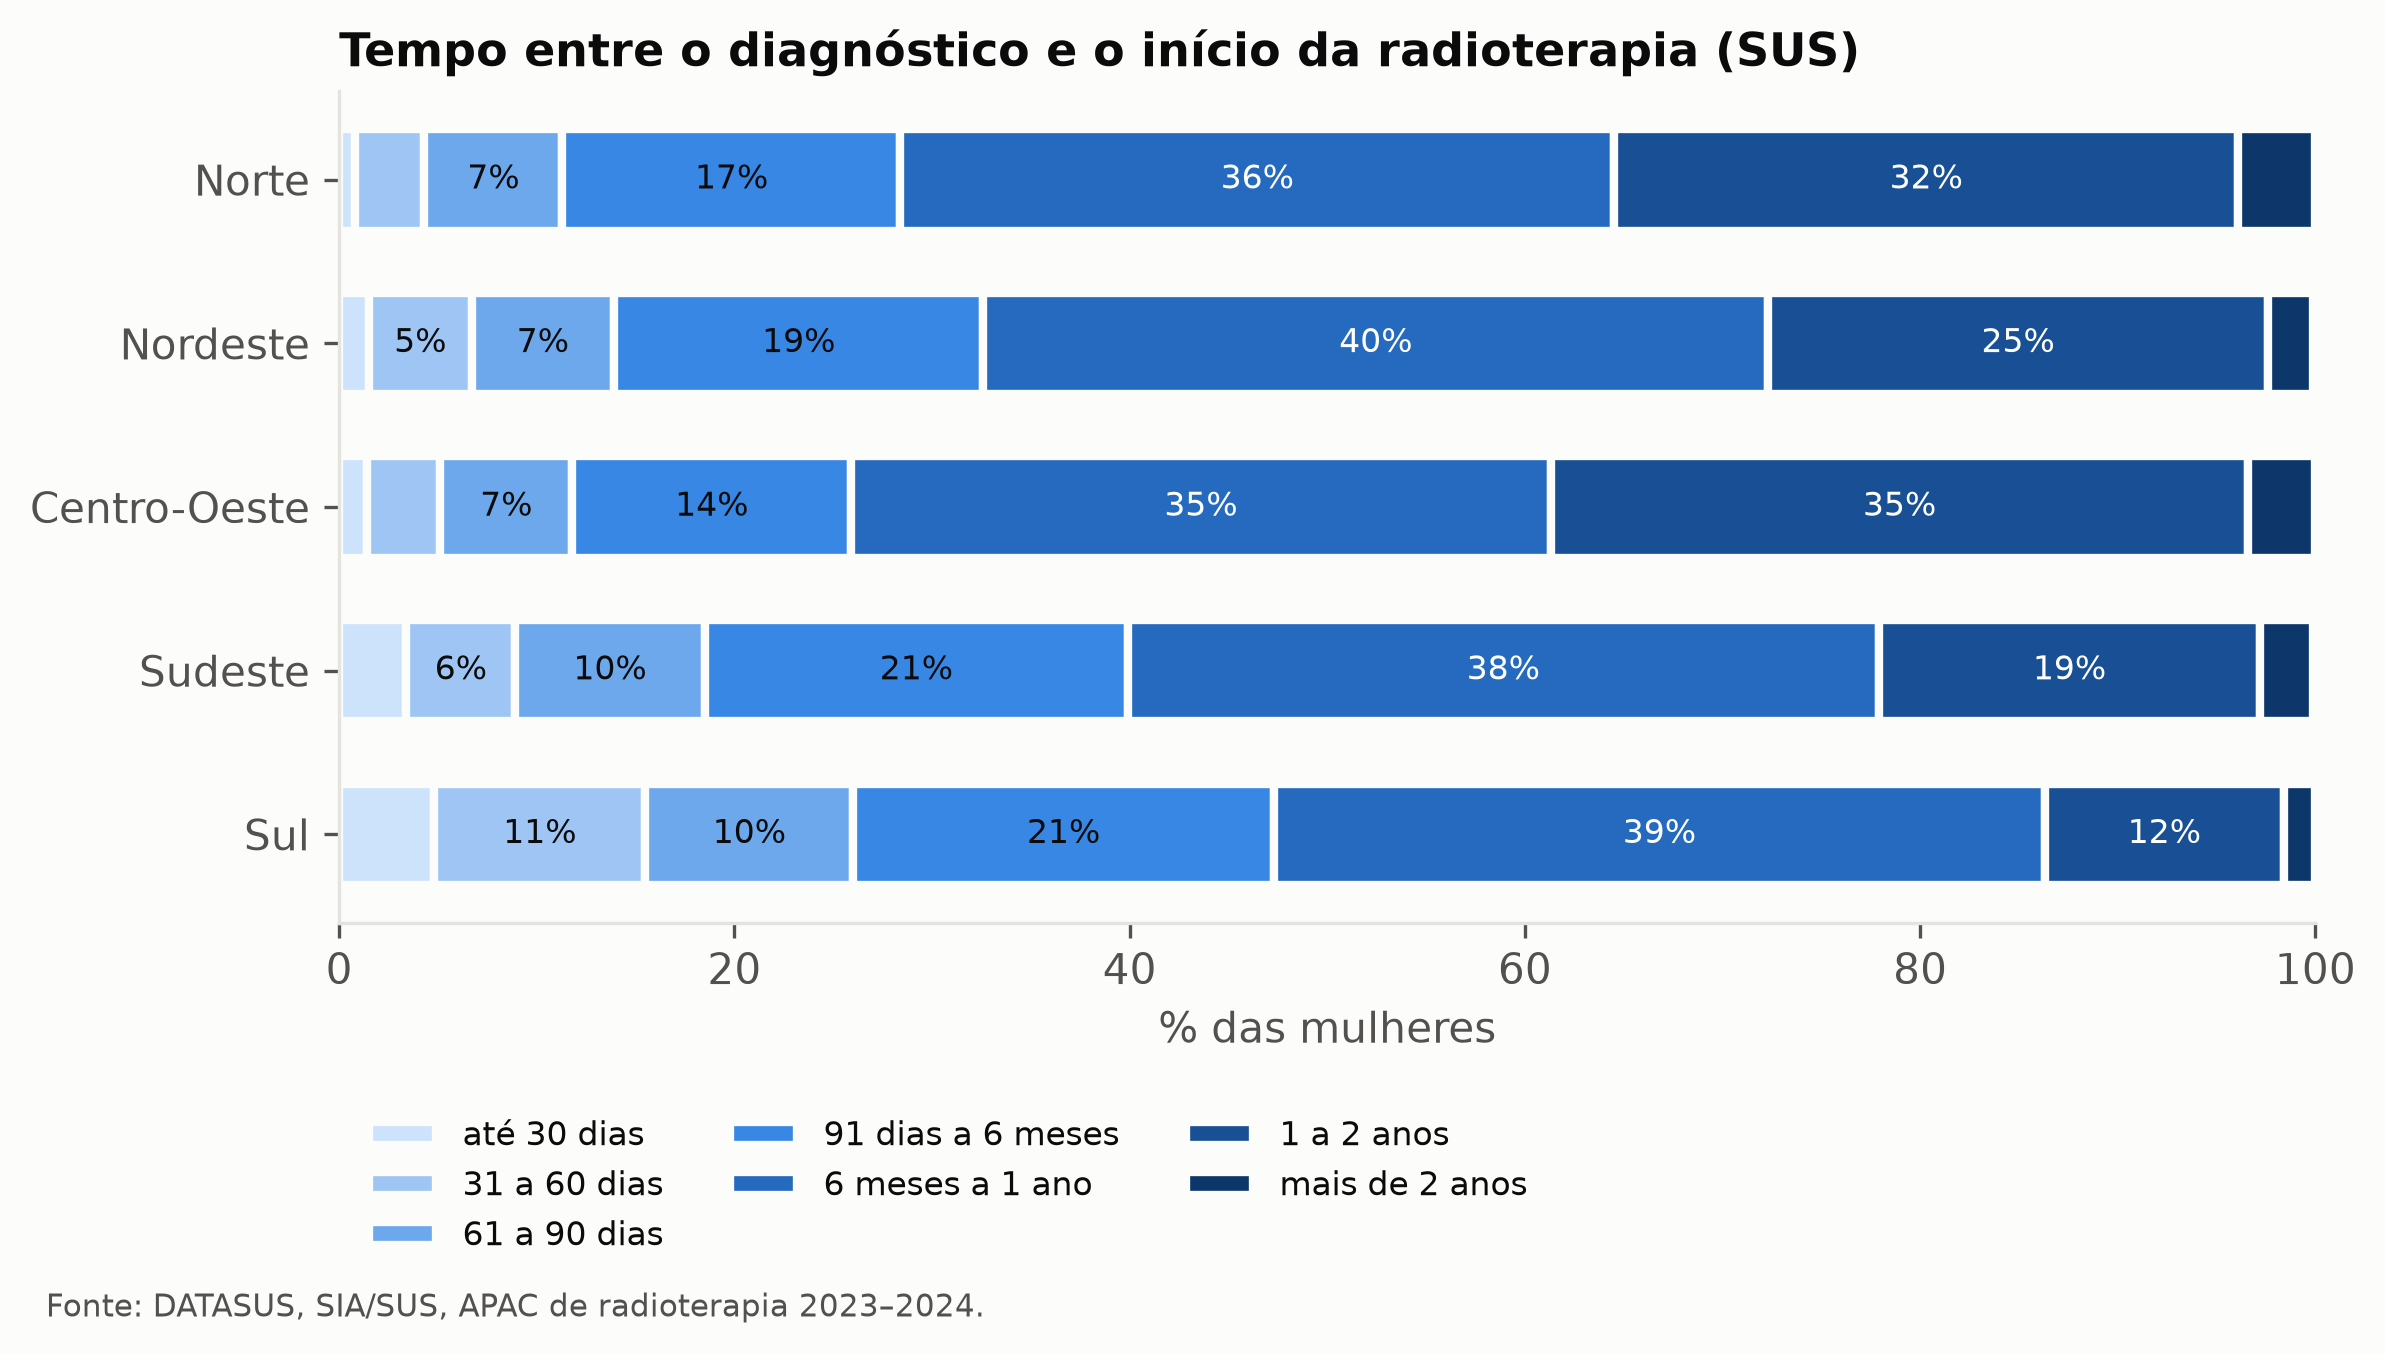 Tempo entre o diagnóstico e o início da radioterapia (SUS)
Norte 7% 17% 36% 32%
Nordeste 5% 7% 19% 40% 25%
Centro-Oeste 7% 14% 35% 35%
Sudeste 6% 10% 21% 38% 19%
Sul 11% 10% 21% 39% 12%
0 20 40 60 80 100
% das mulheres
até 30 dias 91 dias a 6 meses 1 a 2 anos
31 a 60 dias 6 meses a 1 ano mais de 2 anos
61 a 90 dias
Fonte: DATASUS, SIA/SUS, APAC de radioterapia 2023–2024.